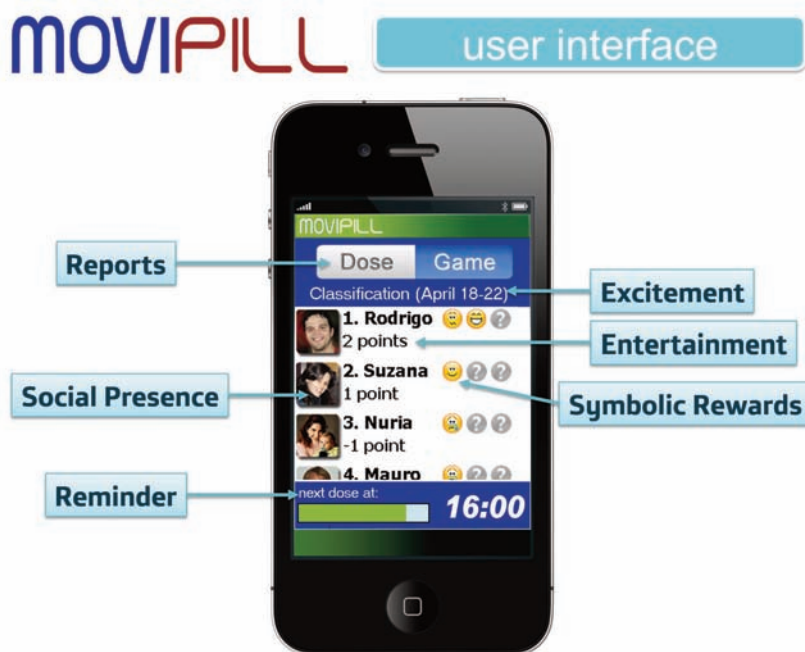 MOVIPILL
user interface
MOVIPILL
Reports
Dose
Game
Classification (April 18-22)
Excitement
1. Rodrigo
?
2 points
Entertainment
Social Presence
2. Suzana
? ?
1 point
Symbolic Rewards
3. Nuria
? ?
-1 point
4. Mauro
? ?
Reminder
next dose at:
16:00